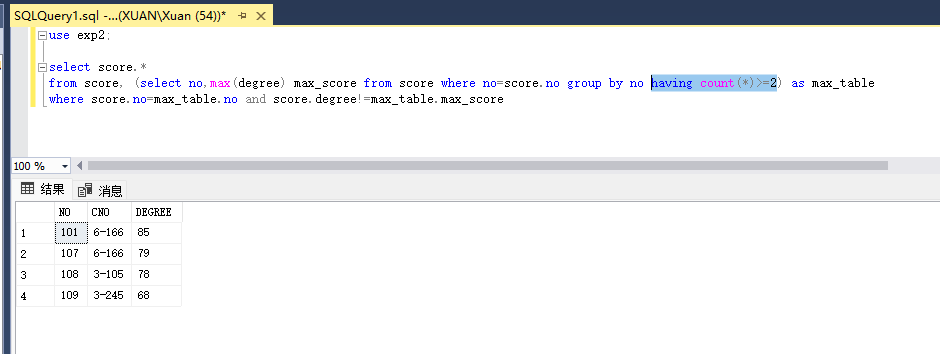 SQLQuery1.sql -...(XUAN\Xuan (54))*
use exp2;
select score.*
from score, (select no,max(degree) max_score from score where no=score.no group by no having count(*)>=2) as max_table
where score.no=max_table.no and score.degree!=max_table.max_score
100 %
结果 消息
NO CNO DEGREE
1 101 6-166 85
2 107 6-166 79
3 108 3-105 78
4 109 3-245 68